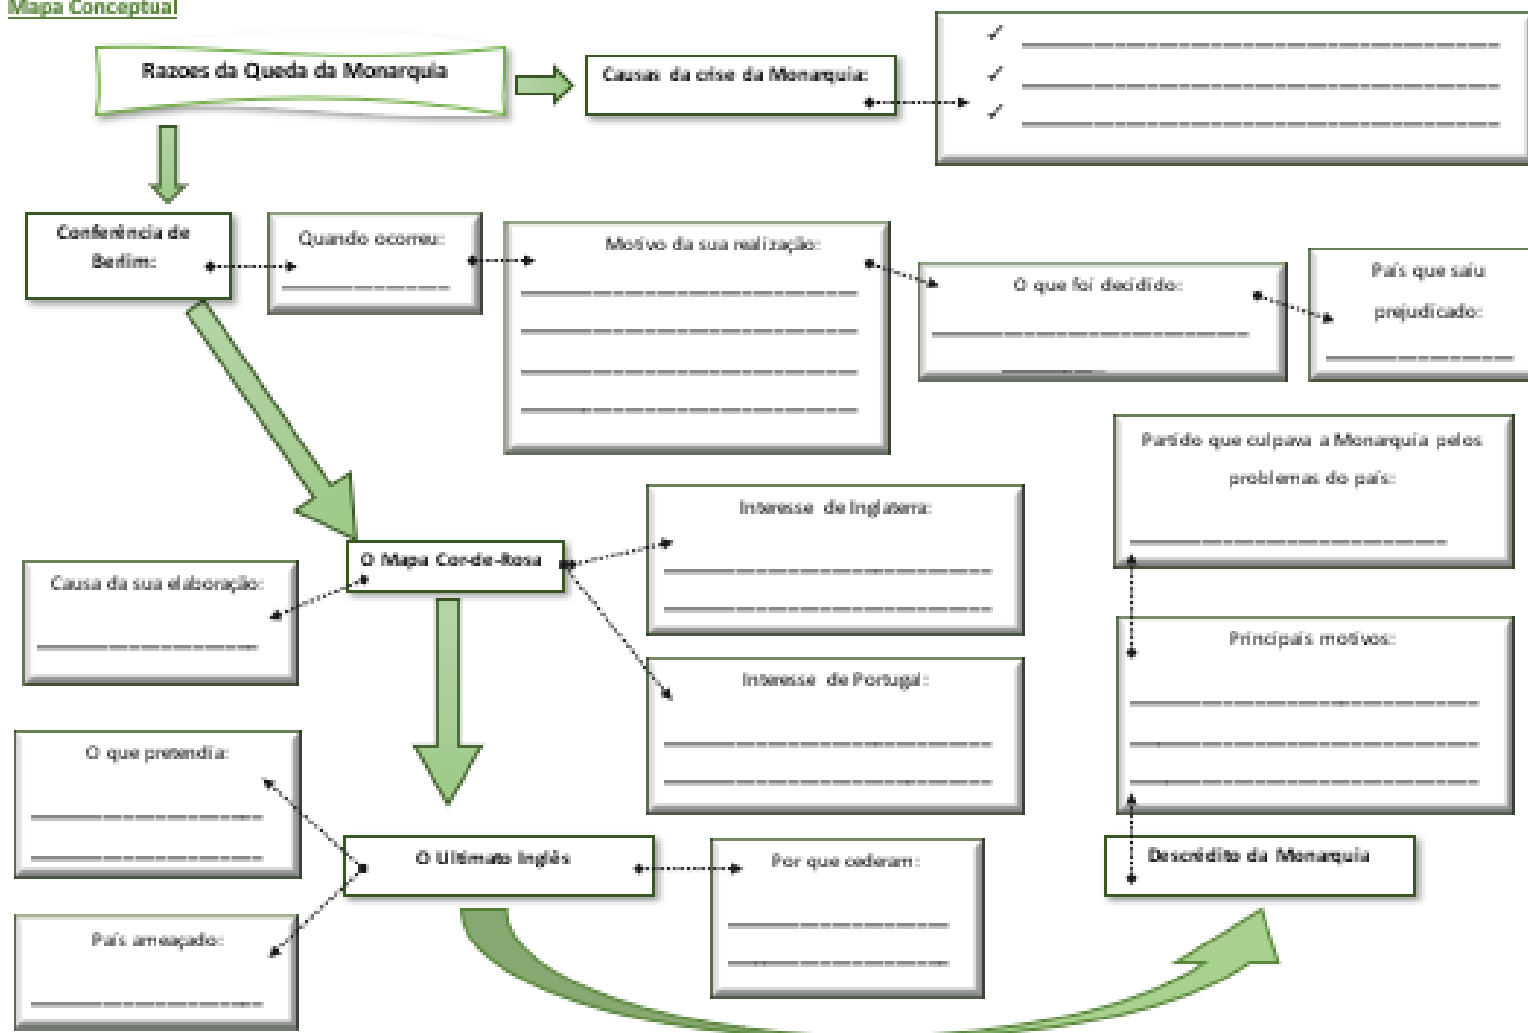 Mapa Conceptual
Razoes da Queda da Monarquia
Causas da crise da Monarquia:
✓
✓
✓
Conferência de
Berlim:
Quando ocorreu:
Motivo da sua realização:
O que foi decidido:
País que saiu
prejudicado:
Partido que culpava a Monarquia pelos
problemas do país:
Interesse de Inglaterra:
O Mapa Cor-de-Rosa
Causa da sua elaboração:
Principais motivos:
Interesse de Portugal:
O que pretendia:
O Ultimato Inglês
Por que cederam:
Descrédito da Monarquia
País ameaçado: